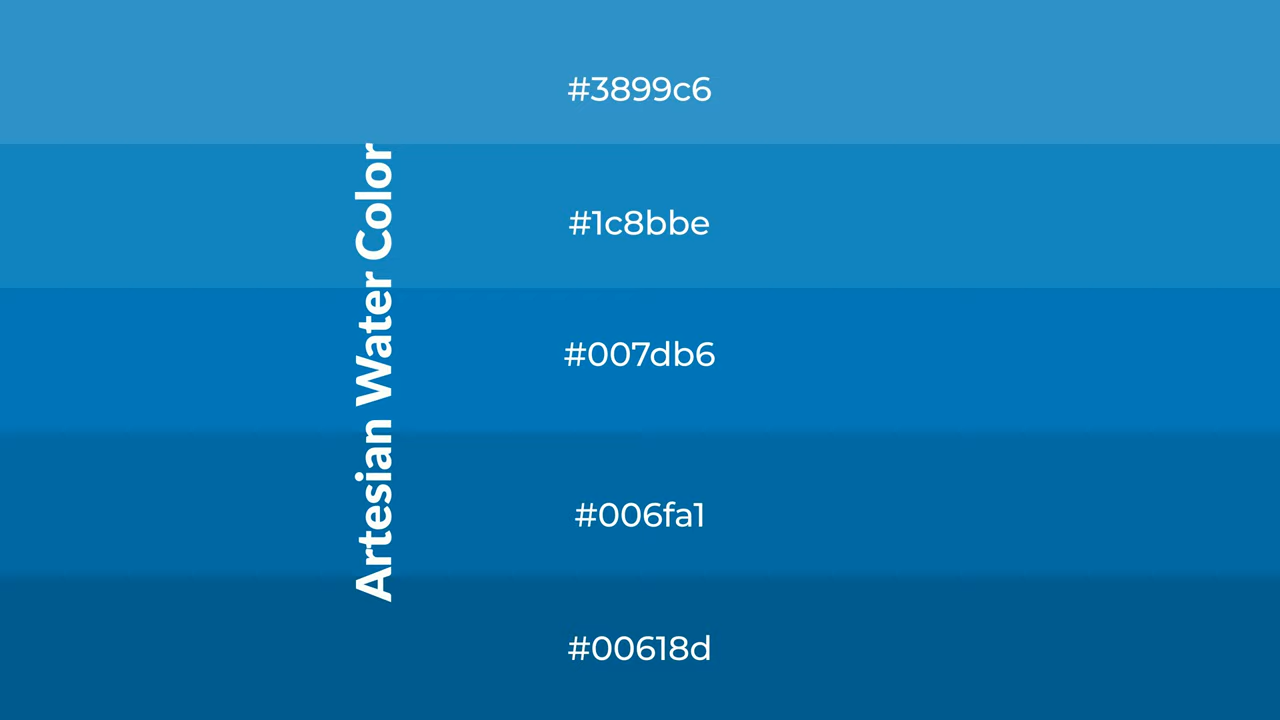 Artesian Water Color
#3899c6
#1c8bbe
#007db6
#006fa1
#00618d